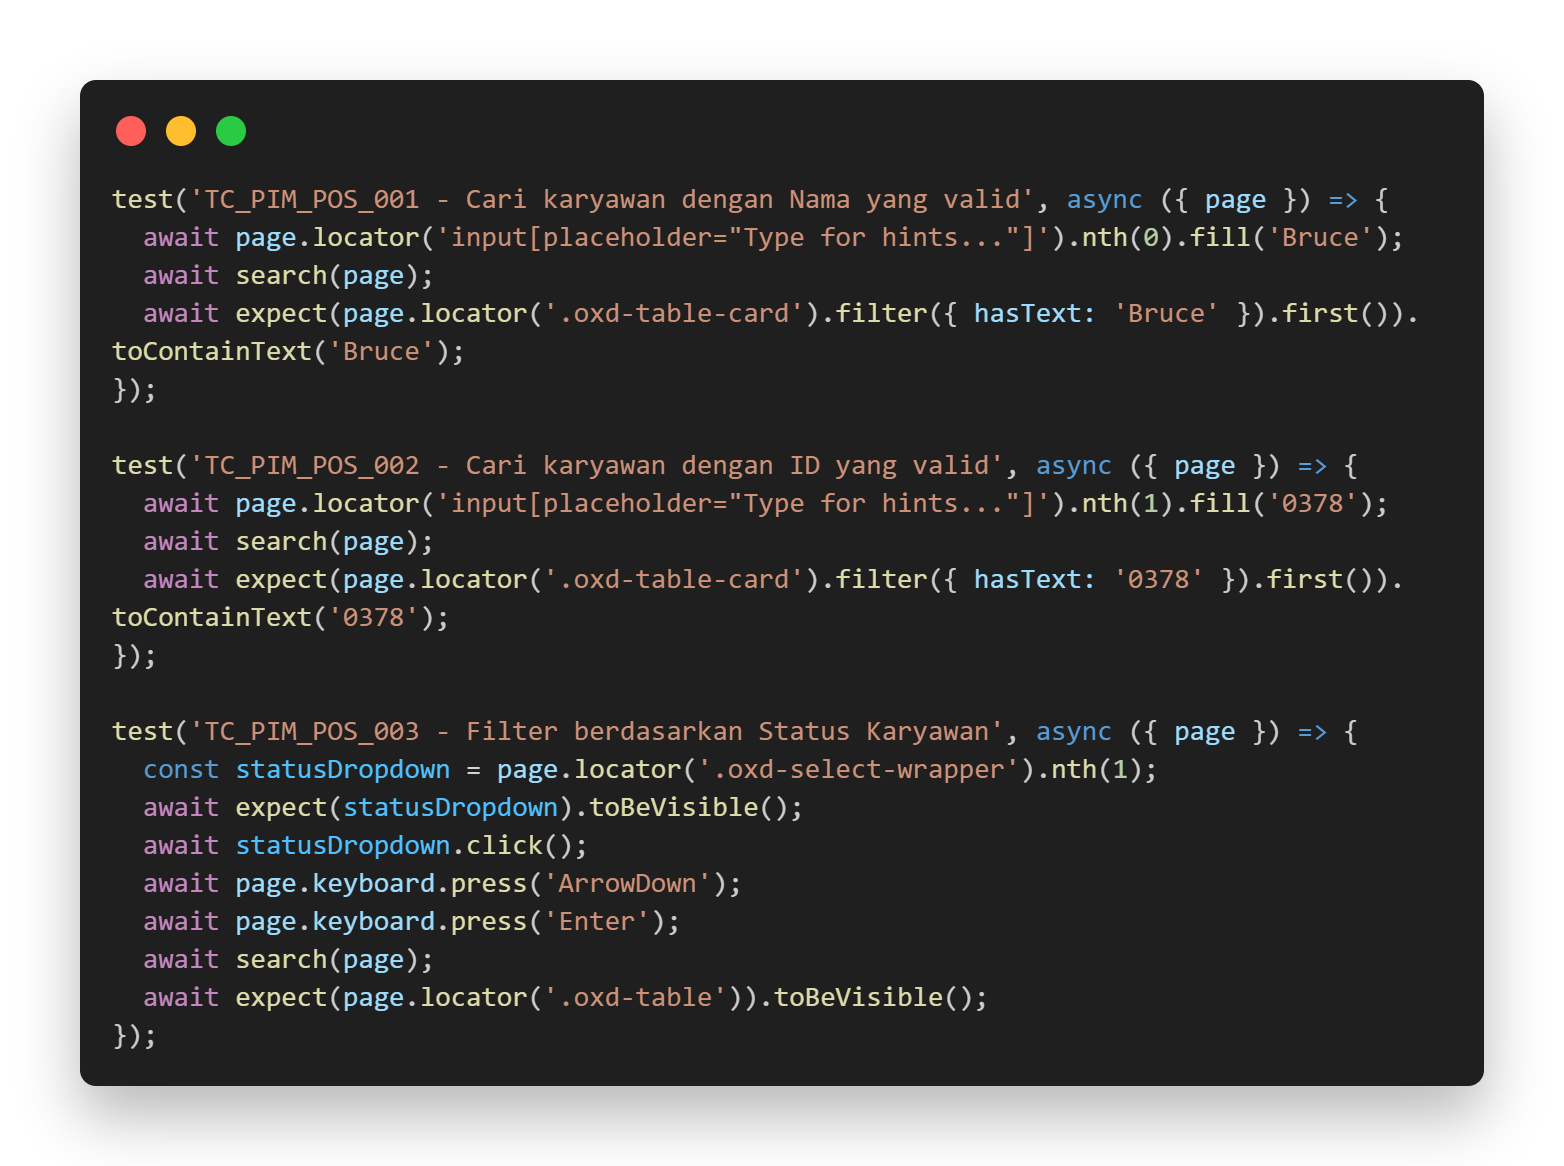 test('TC_PIM_POS_001 - Cari karyawan dengan Nama yang valid', async ({ page }) => {
  await page.locator('input[placeholder="Type for hints..."]').nth(0).fill('Bruce');
  await search(page);
  await expect(page.locator('.oxd-table-card').filter({ hasText: 'Bruce' }).first()).
toContainText('Bruce');
});

test('TC_PIM_POS_002 - Cari karyawan dengan ID yang valid', async ({ page }) => {
  await page.locator('input[placeholder="Type for hints..."]').nth(1).fill('0378');
  await search(page);
  await expect(page.locator('.oxd-table-card').filter({ hasText: '0378' }).first()).
toContainText('0378');
});

test('TC_PIM_POS_003 - Filter berdasarkan Status Karyawan', async ({ page }) => {
  const statusDropdown = page.locator('.oxd-select-wrapper').nth(1);
  await expect(statusDropdown).toBeVisible();
  await statusDropdown.click();
  await page.keyboard.press('ArrowDown');
  await page.keyboard.press('Enter');
  await search(page);
  await expect(page.locator('.oxd-table')).toBeVisible();
});